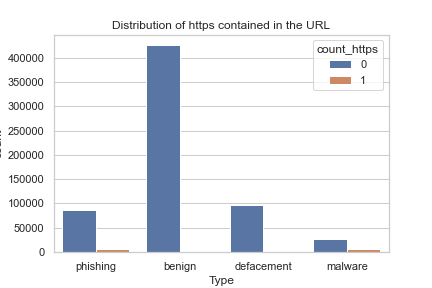 Distribution of https contained in the URL
count_https
0
1
400000
350000
300000
250000
200000
150000
100000
50000
0
phishing benign defacement malware
Type